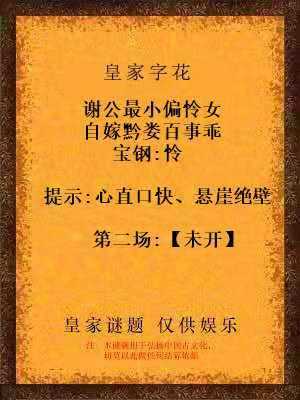 皇家字花
谢公最小偏怜女
自嫁黔娄百事乖
宝钢:怜
提示:心直口快、悬崖绝壁
第二场:【未开】
皇家谜题 仅供娱乐
注:本谜题用于弘扬中国古文化,
切莫以此做任何结算依据